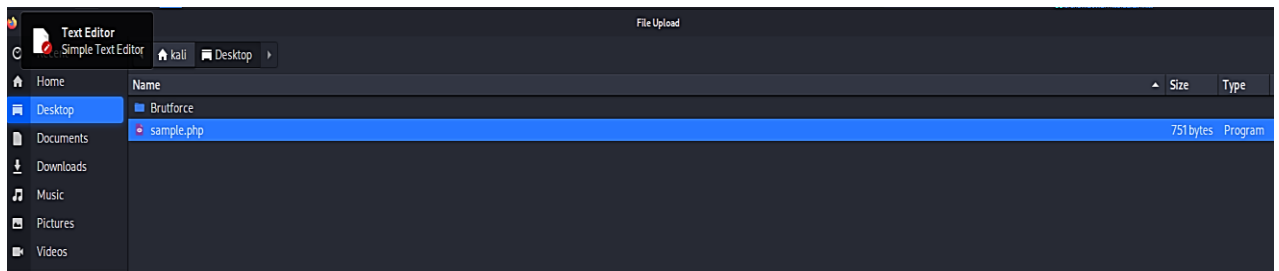 File Upload
Text Editor
Simple Text Editor
kali Desktop
Home
Name Size Type
Desktop
Brutforce
sample.php 751 bytes Program
Documents
Downloads
Music
Pictures
Videos